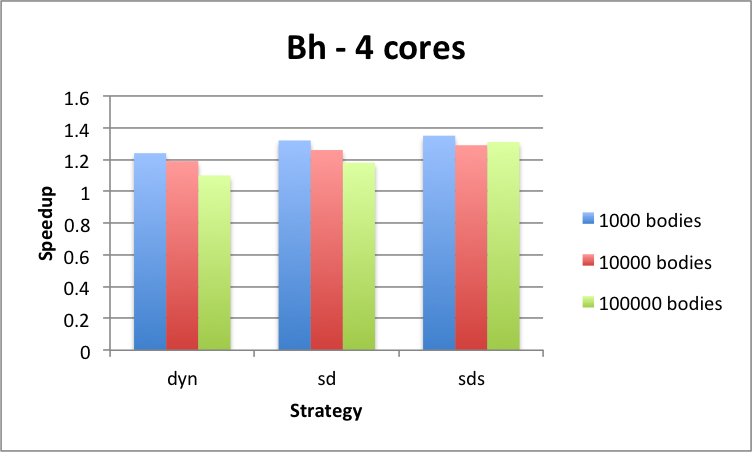 Bh - 4 cores
1.6
1.4
1.2
1
0.8
0.6
0.4
0.2
0
Speedup
dyn sd sds
Strategy
1000 bodies
10000 bodies
100000 bodies